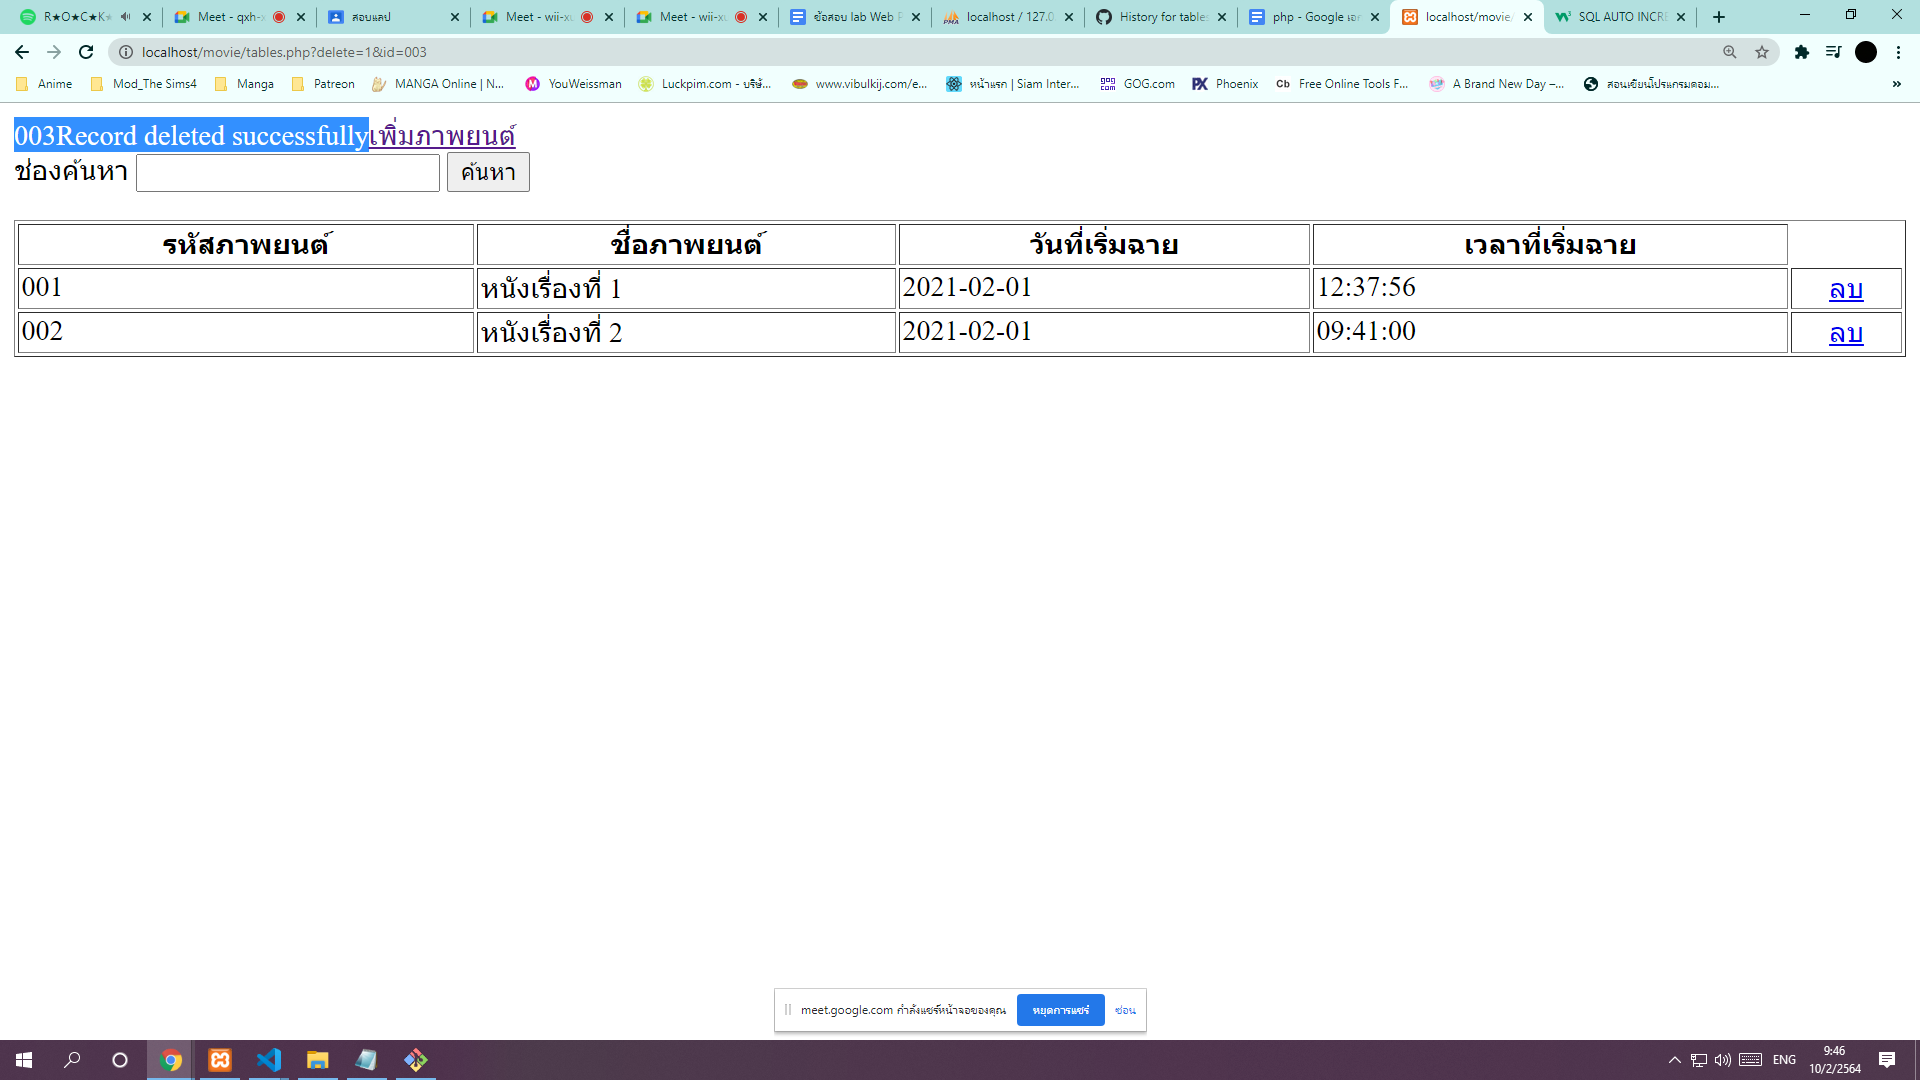 R★O★C★K★
Meet - qxh-x
สอบแลป
Meet - wii-xu
Meet - wii-xu
ข้อสอบ lab Web P
localhost / 127.0
History for tables
php - Google เอก
localhost/movie/
SQL AUTO INCRE
localhost/movie/tables.php?delete=1&id=003
Anime
Mod_The Sims4
Manga
Patreon
MANGA Online | N...
YouWeissman
Luckpim.com - บริษั...
www.vibulkij.com/e...
หน้าแรก | Siam Inter...
GOG.com
Phoenix
Free Online Tools F...
A Brand New Day –...
สอนเขียนโปรแกรมคอม...
»
003Record deleted successfullyเพิ่มภาพยนต์
ช่องค้นหา ค้นหา
รหัสภาพยนต์ ชื่อภาพยนต์ วันที่เริ่มฉาย เวลาที่เริ่มฉาย
001 หนังเรื่องที่ 1 2021-02-01 12:37:56 ลบ
002 หนังเรื่องที่ 2 2021-02-01 09:41:00 ลบ
meet.google.com กำลังแชร์หน้าจอของคุณ หยุดการแชร์ ซ่อน
ENG
9:46
10/2/2564